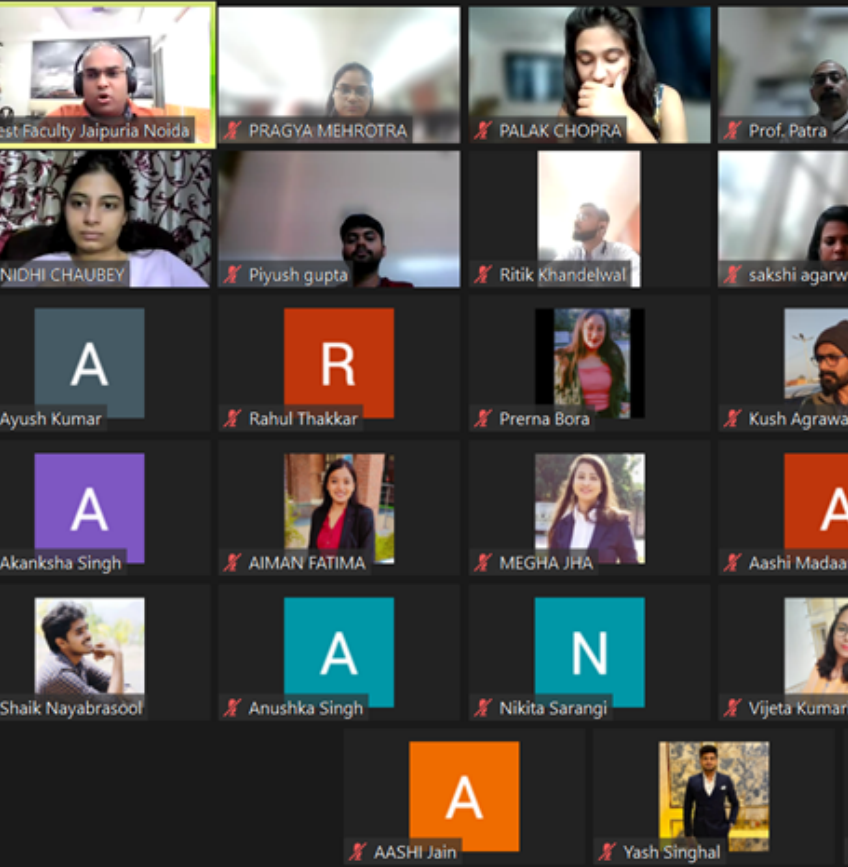 est Faculty Jaipuria Noida
PRAGYA MEHROTRA
PALAK CHOPRA
Prof. Patra
NIDHI CHAUBEY
Piyush gupta
Ritik Khandelwal
sakshi agarw
A
Ayush Kumar
R
Rahul Thakkar
Prerna Bora
Kush Agrawa
A
Akanksha Singh
AIMAN FATIMA
MEGHA JHA
A
Aashi Madaa
Shaik Nayabrasool
A
Anushka Singh
N
Nikita Sarangi
Vijeta Kumar
A
AASHI Jain
Yash Singhal